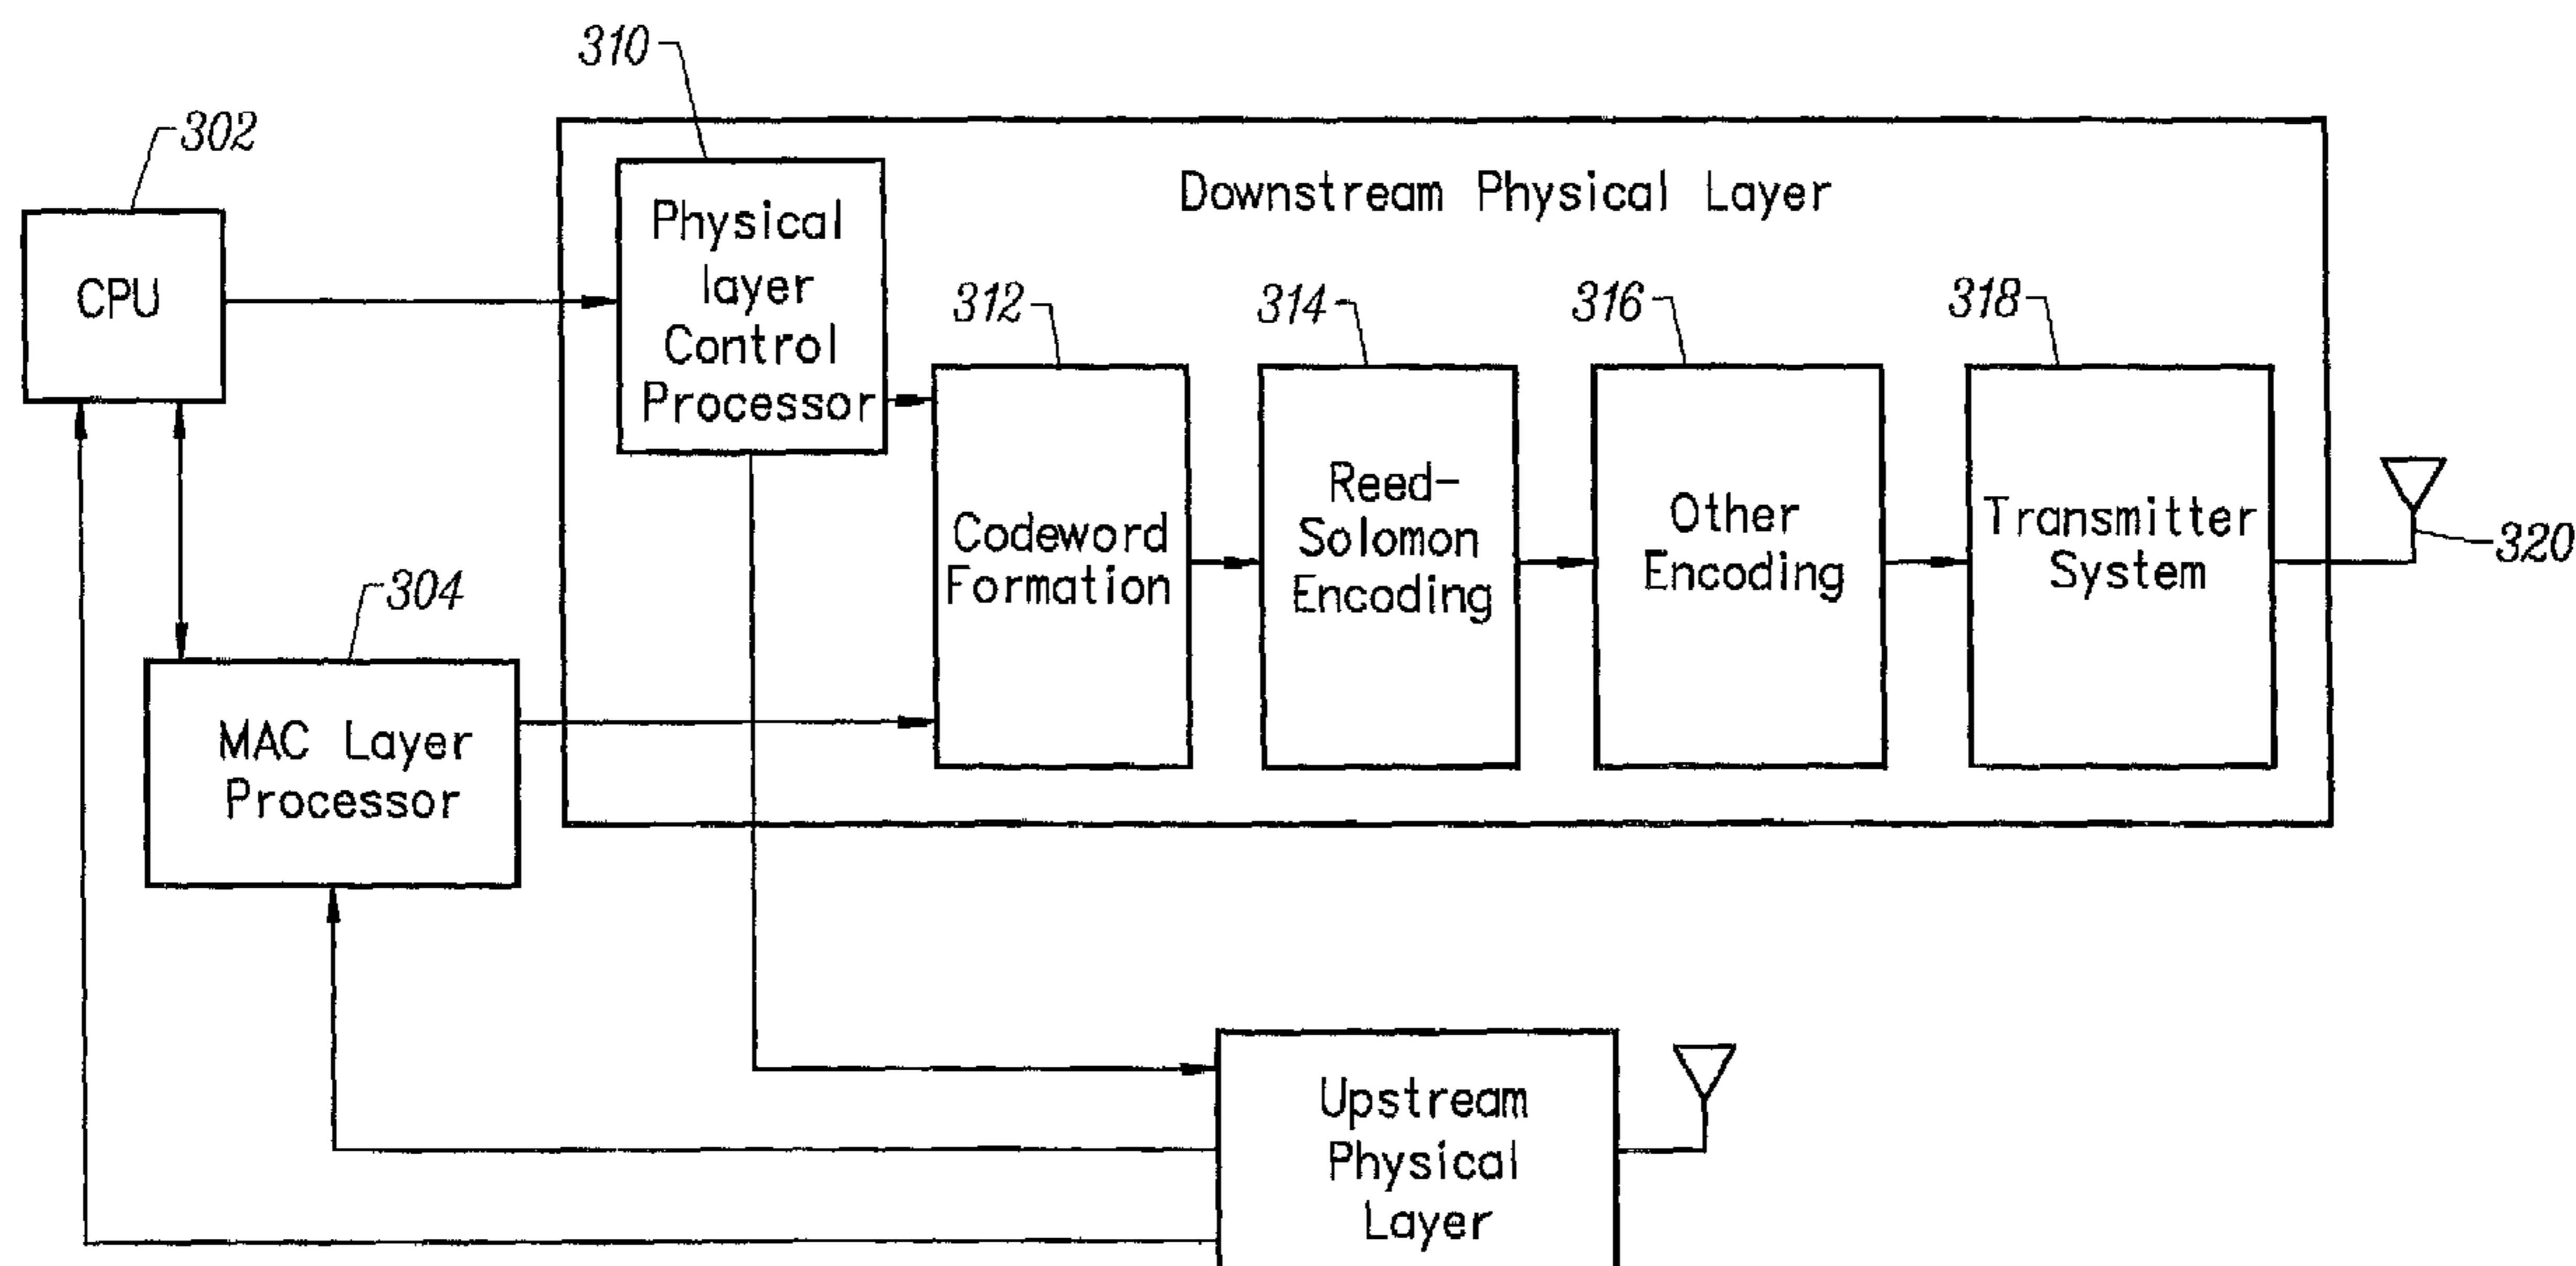 310
302
Physical
layer
Control
Processor
Downstream Physical Layer
CPU
312
314
316
318
Codeword
Formation
Reed-
Solomon
Encoding
Other
Encoding
Transmitter
System
320
304
MAC Layer
Processor
Upstream
Physical
Layer